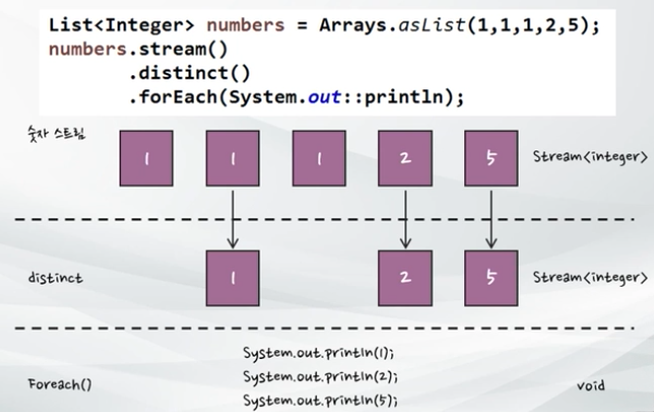 List<Integer> numbers = Arrays.asList(1,1,1,2,5);
numbers.stream()
.distinct()
.forEach(System.out::println);
숫자 스트림
1 1 1 2 5 Stream<integer>
distinct 1 2 5 Stream<integer>
System.out.println(1);
System.out.println(2);
Foreach() void
System.out.println(5);